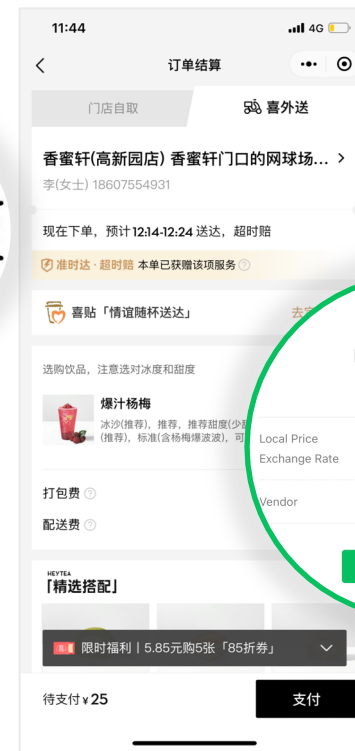 11:44
4G
订单结算
门店自取
喜外送
香蜜轩(高新园店) 香蜜轩门口的网球场...
李(女士) 18607554931
现在下单，预计12:14-12:24 送达，超时赔
准时达·超时赔 本单已获赠该项服务
喜贴「情谊随杯送达」
去
选购饮品，注意选对冰度和甜度
爆汁杨梅
冰沙(推荐)，推荐，推荐甜度(少甜
(推荐)，标准(含杨梅爆波波)，可
Local Price
Exchange Rate
Vendor
打包费
配送费
HEYTEA
「精选搭配」
限时福利丨5.85元购5张「85折券」
待支付 ¥25
支付